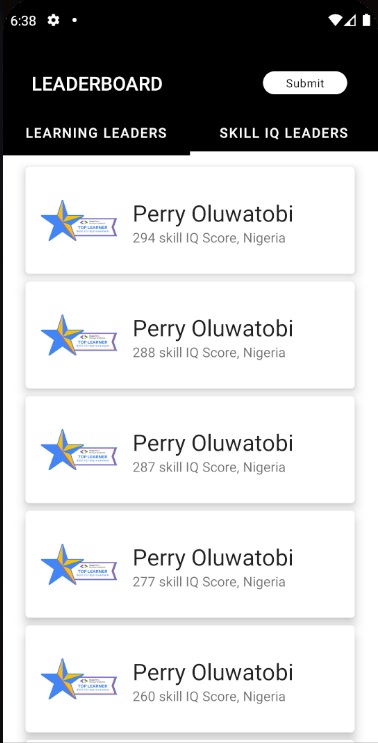 6:38
LEADERBOARD
Submit
LEARNING LEADERS
SKILL IQ LEADERS
TOP LEARNER
Perry Oluwatobi
294 skill IQ Score, Nigeria
TOP LEARNER
Perry Oluwatobi
288 skill IQ Score, Nigeria
TOP LEARNER
Perry Oluwatobi
287 skill IQ Score, Nigeria
TOP LEARNER
Perry Oluwatobi
277 skill IQ Score, Nigeria
TOP LEARNER
Perry Oluwatobi
260 skill IQ Score, Nigeria